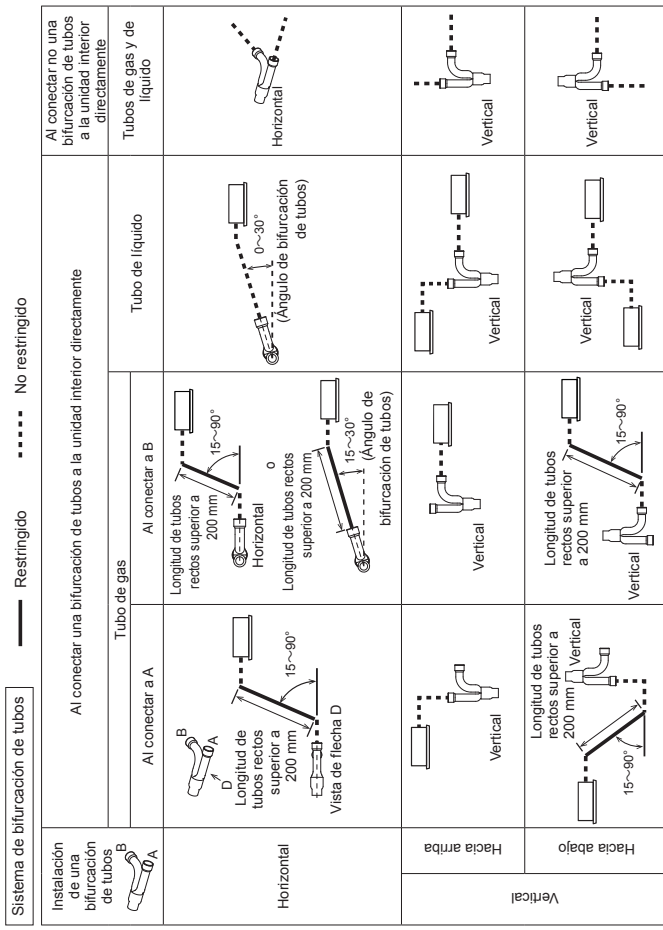 Sistema de bifurcación de tubos
Restringido
No restringido
Instalación
de una
bifurcación
de tubos
B
A
Al conectar una bifurcación de tubos a la unidad interior directamente
Al conectar no una
bifurcación de tubos
a la unidad interior
directamente
Tubo de gas
Tubo de líquido
Tubos de gas y de
líquido
Al conectar a A
Al conectar a B
Horizontal
B
A
D
Longitud de
tubos rectos
superior a
200 mm
15～90°
Vista de flecha D
Longitud de tubos
rectos superior a
200 mm
15～90°
Horizontal
o
Longitud de tubos rectos
superior a 200 mm
15～30°
(Ángulo de
bifurcación de tubos)
0～30°
(Ángulo de bifurcación
de tubos)
Horizontal
Vertical
Hacia arriba
Vertical
Vertical
Vertical
Vertical
Hacia abajo
Longitud de tubos
rectos superior a
200 mm
Vertical
15～90°
Longitud de tubos
rectos superior
a 200 mm
15～90°
Vertical
Vertical
Vertical